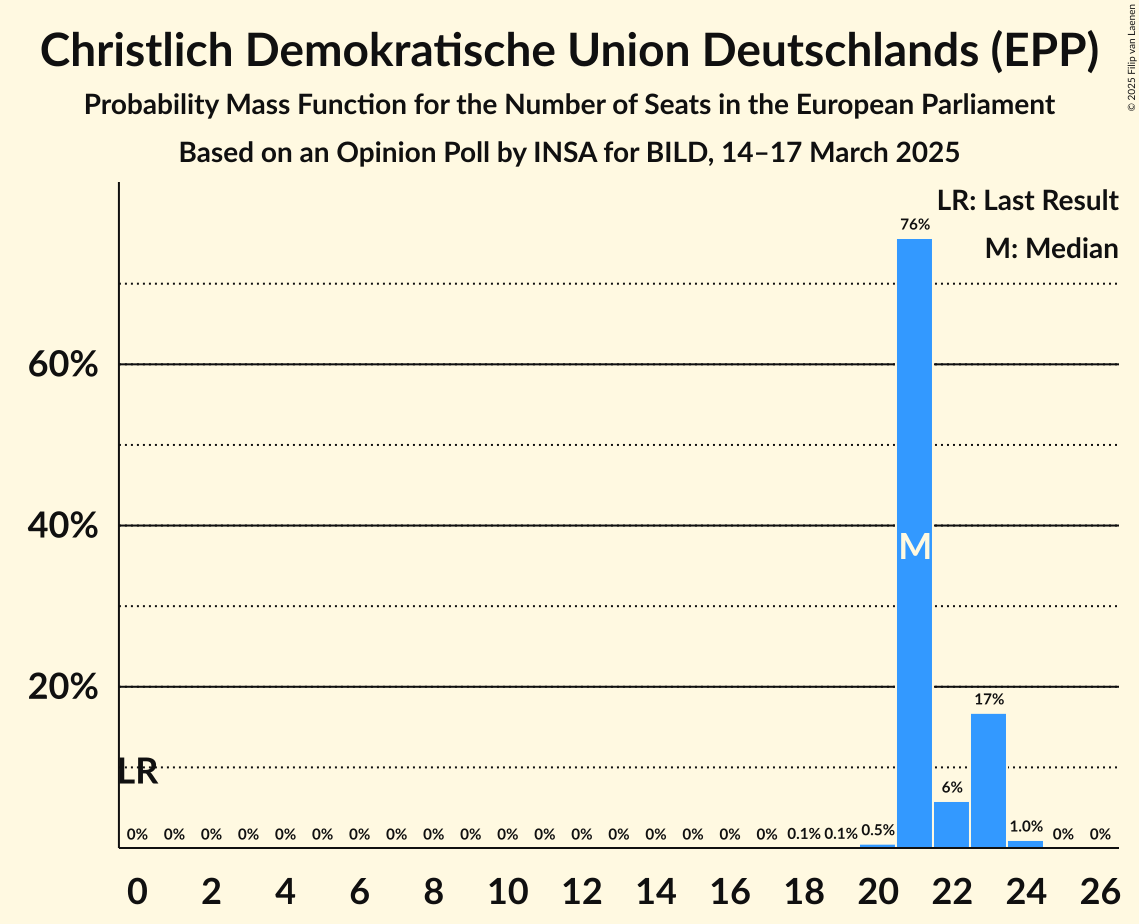 Christlich Demokratische Union Deutschlands (EPP)
Probability Mass Function for the Number of Seats in the European Parliament
Based on an Opinion Poll by INSA for BILD, 14–17 March 2025
© 2025 Filip van Laenen
LR: Last Result
M: Median
76%
60%
40%
M
20%
17%
LR
6%
0% 0% 0% 0% 0% 0% 0% 0% 0% 0% 0% 0% 0% 0% 0% 0% 0% 0% 0.1% 0.1% 0.5% 1.0% 0% 0%
0 2 4 6 8 10 12 14 16 18 20 22 24 26